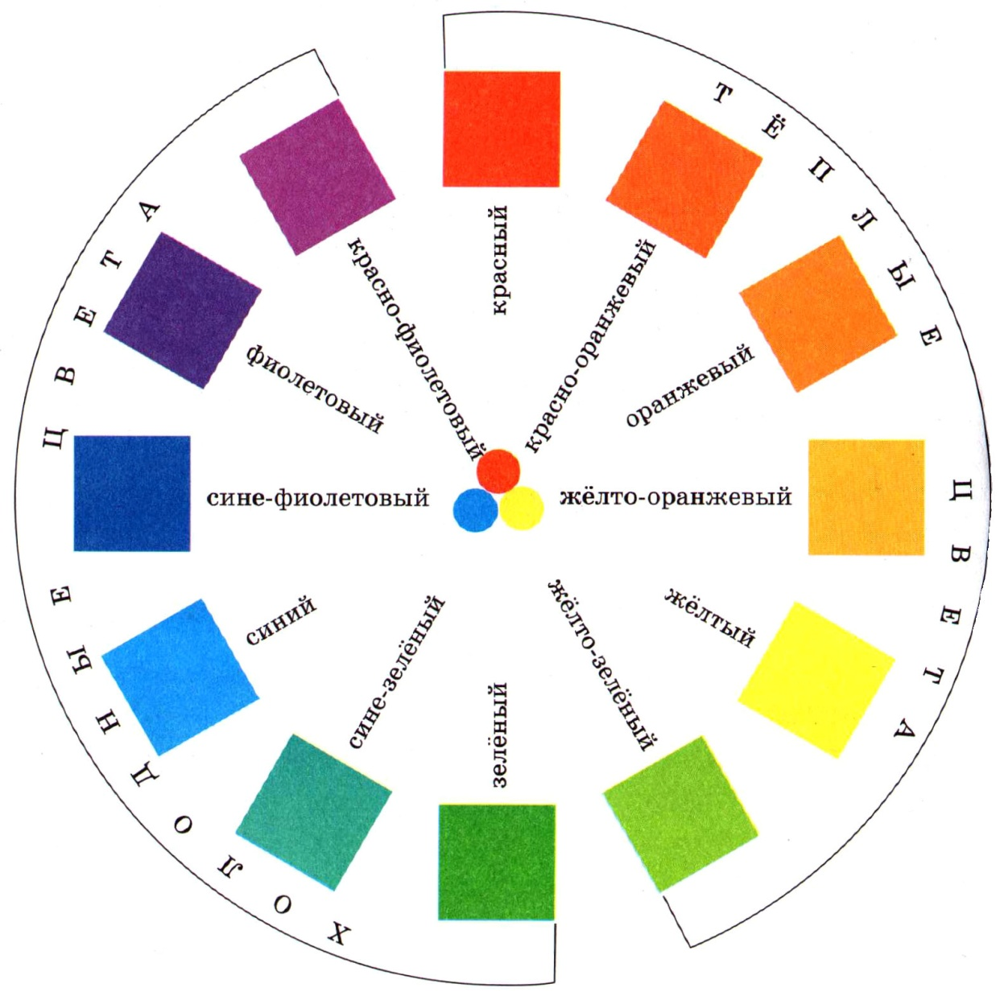 ТЁПЛЫЕ ЦВЕТА
ХОЛОДНЫЕ ЦВЕТА
красный
красно-оранжевый
оранжевый
жёлто-оранжевый
жёлтый
жёлто-зелёный
зелёный
сине-зелёный
синий
сине-фиолетовый
фиолетовый
красно-фиолетовый